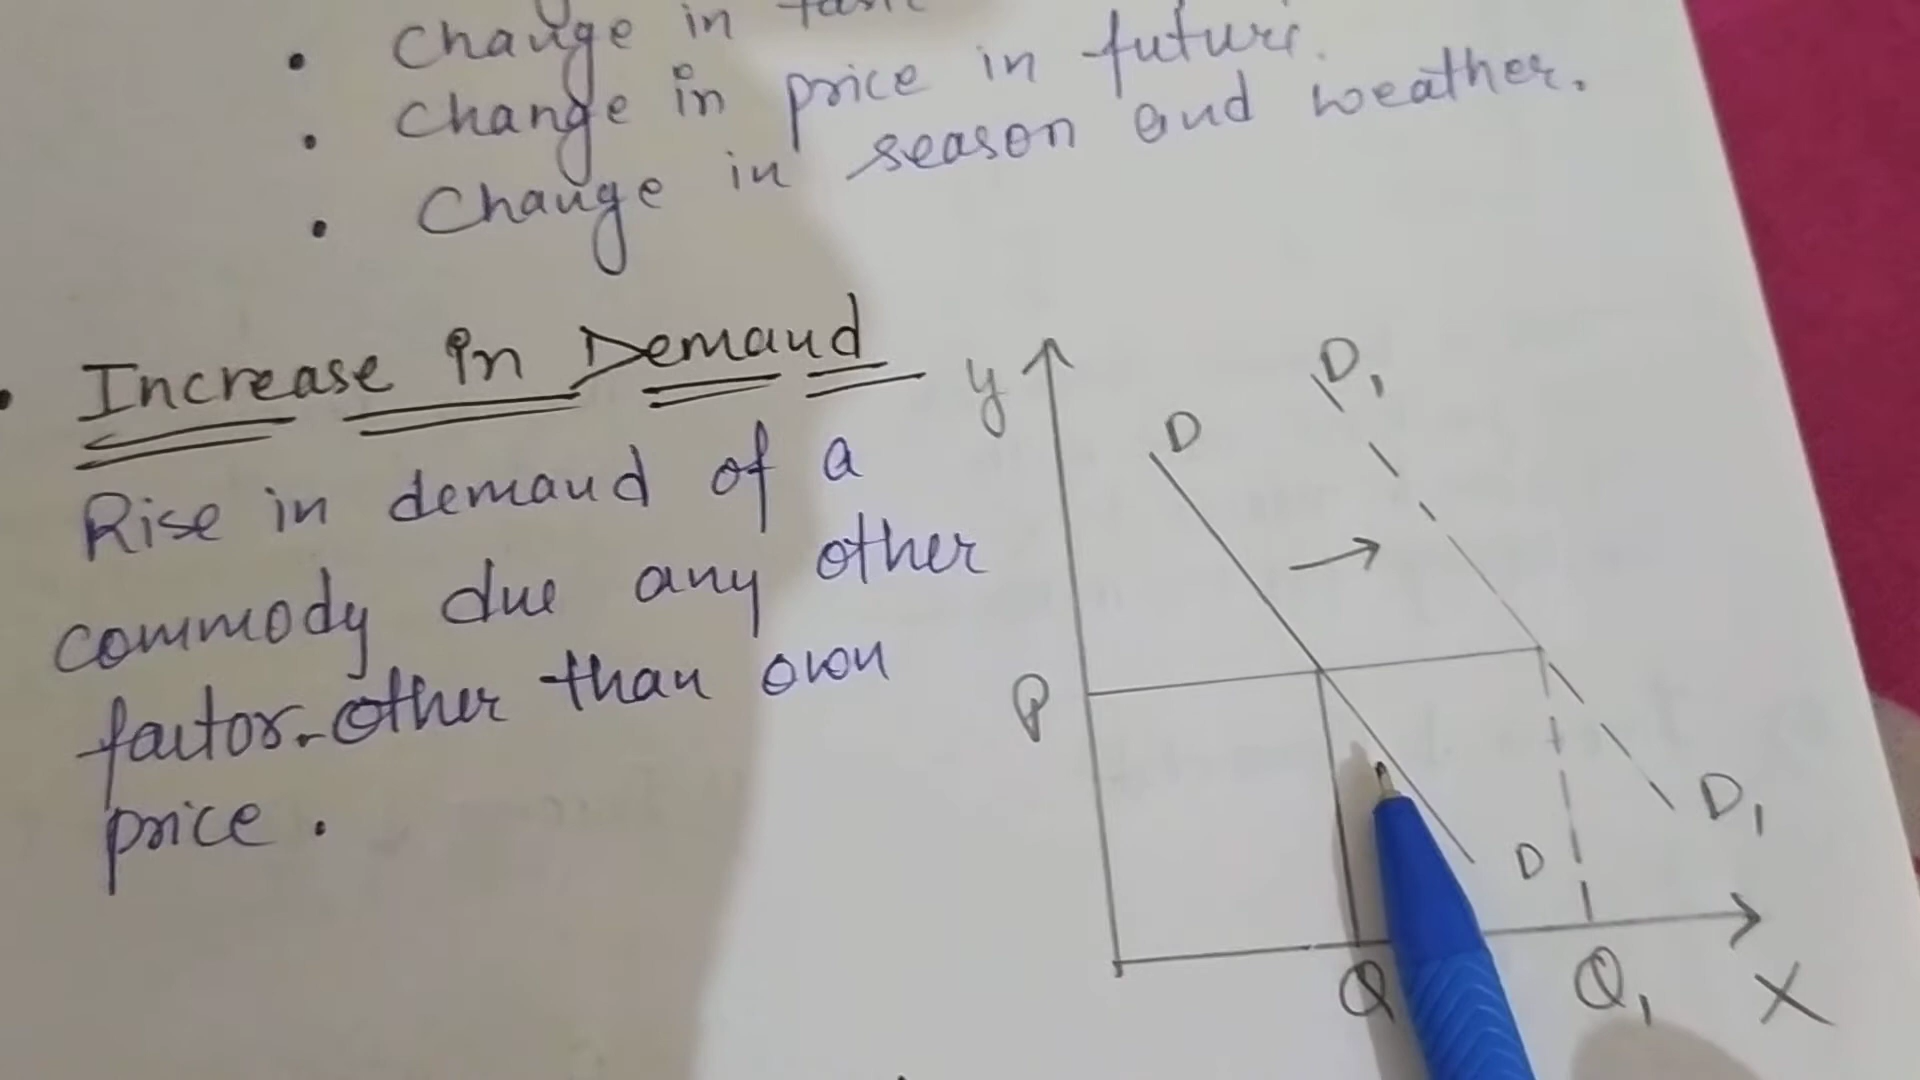 • Change in
• Change in price in future.
• Change in season and weather.
• Increase in Demand
Rise in demand of a
commody due any other
factor. other than own
price.
y
D
D1
P
D
D1
Q
Q1
X